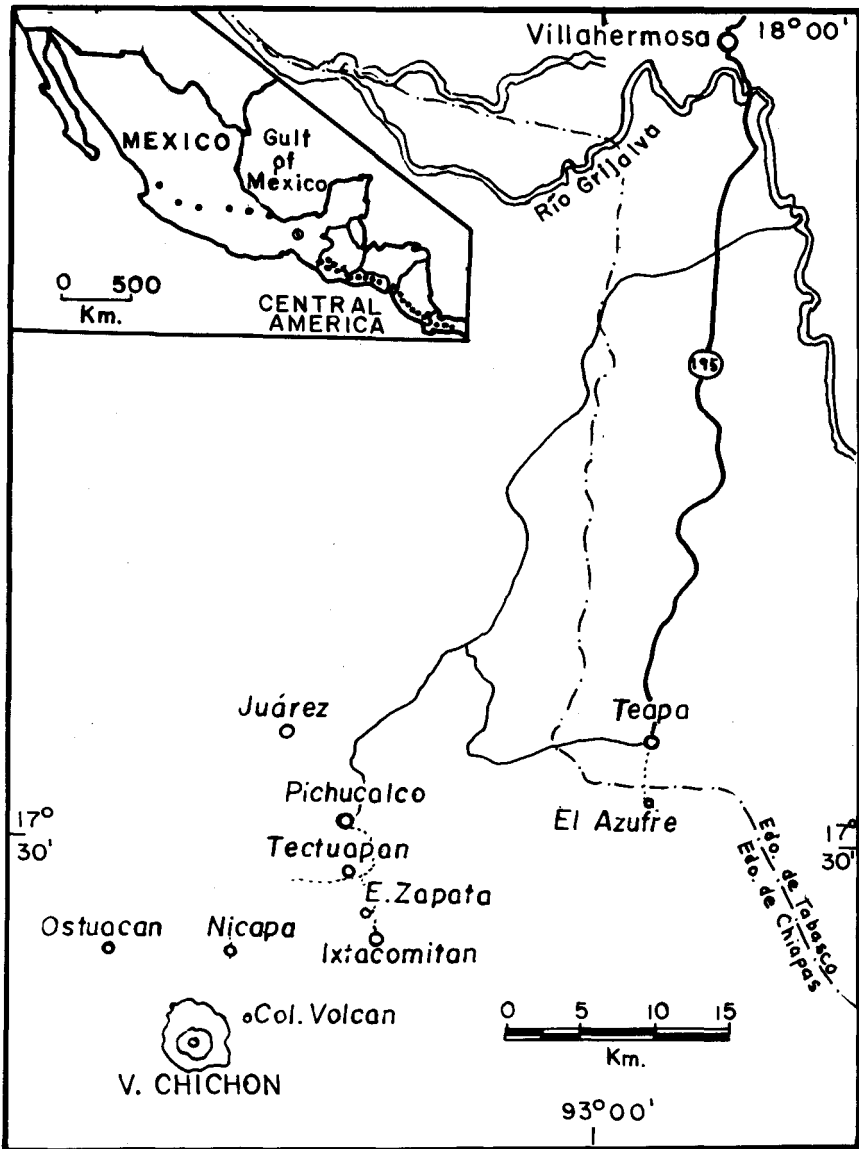 Villahermosa
18°00'
MEXICO
Gulf
of
Mexico
0 500
Km.
CENTRAL
AMERICA
Río Grijalva
195
Juárez
Teapa
Pichucalco
El Azufre
17°
30'
17°
30'
Tectuapan
E. Zapata
Edo. de Tabasco
Edo. de Chiapas
Ostuacan
Nicapa
Ixtacomitan
Col. Volcan
0 5 10 15
Km.
V. CHICHON
93°00'